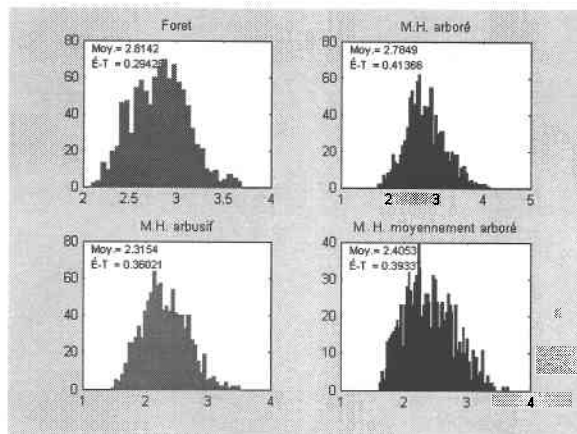 Foret
80
Moy.= 2.8142
É-T = 0.2942
60
40
20
0
2 2.5 3 3.5 4
M.H. arboré
80
Moy.= 2.7849
É-T = 0.41366
60
40
20
0
1 2 3 4 5
M.H. arbusif
80
Moy.= 2.3154
É-T = 0.36021
60
40
20
0
1 2 3 4
M. H. moyennement arboré
40
Moy.= 2.4053
É-T = 0.3933
30
20
10
0
1 2 3 4